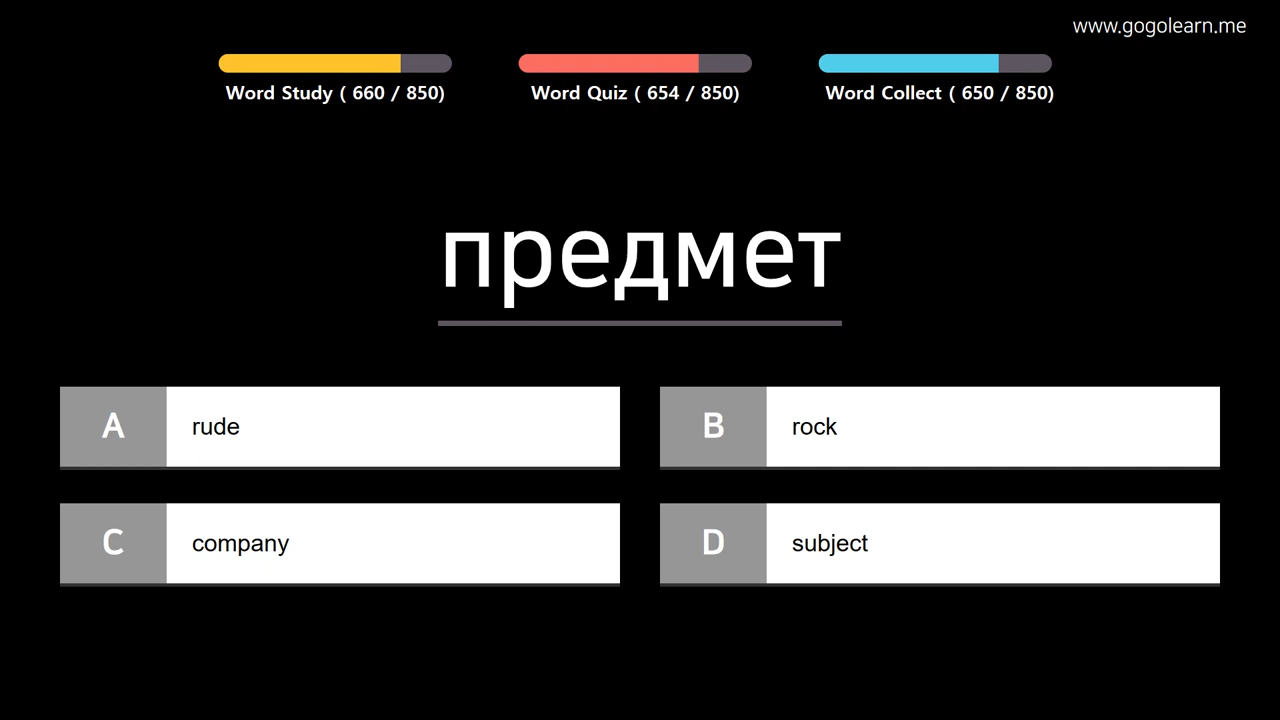 www.gogolearn.me
Word Study ( 660 / 850)
Word Quiz ( 654 / 850)
Word Collect ( 650 / 850)
предмет
A rude
B rock
C company
D subject